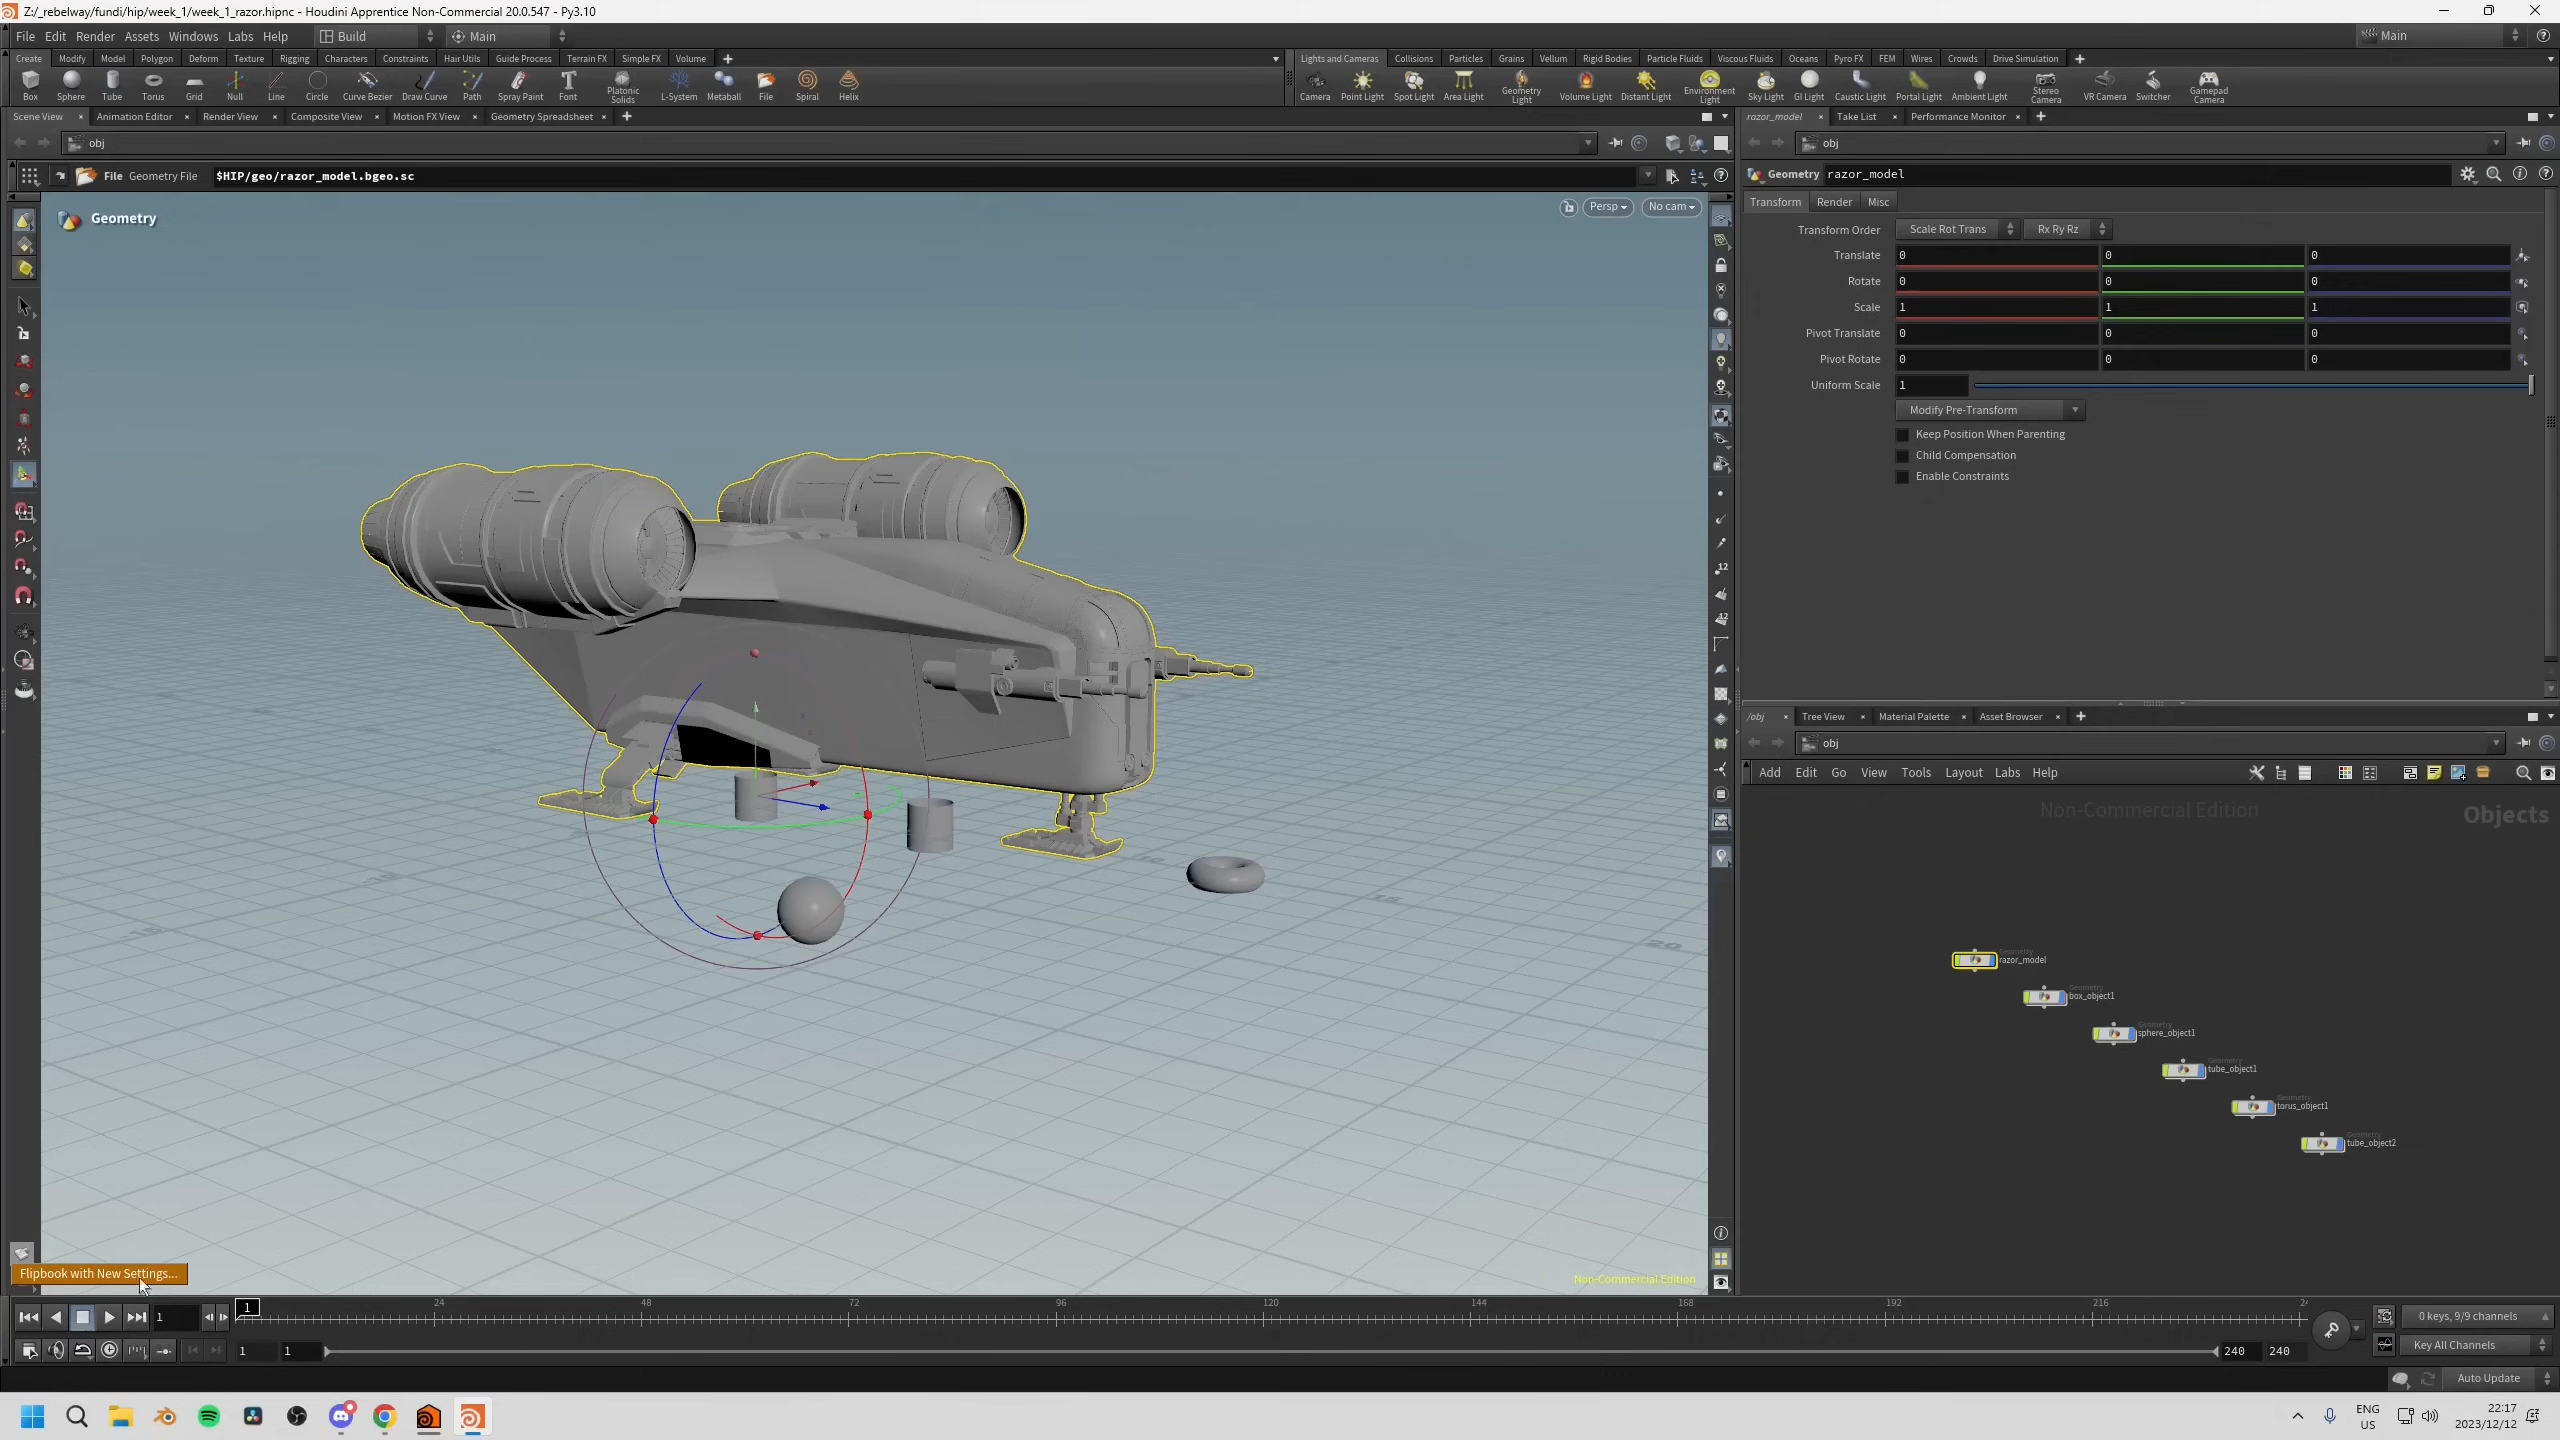 Z:/_rebelway/fundi/hip/week_1/week_1_razor.hipnc - Houdini Apprentice Non-Commercial 20.0.547 - Py3.10
File Edit Render Assets Windows Labs Help Build Main Main
Create Modify Model Polygon Deform Texture Rigging Characters Constraints Hair Utils Guide Process Terrain FX Simple FX Volume
Lights and Cameras Collisions Particles Grains Vellum Rigid Bodies Particle Fluids Viscous Fluids Oceans Pyro FX FEM Wires Crowds Drive Simulation
Box Sphere Tube Torus Grid Null Line Circle Curve Bezier Draw Curve Path Spray Paint Font Platonic Solids L-System Metaball File Spiral Helix
Camera Point Light Spot Light Area Light Geometry Light Volume Light Distant Light Environment Light Sky Light GI Light Caustic Light Portal Light Ambient Light Stereo Camera VR Camera Switcher Gamepad Camera
Scene View Animation Editor Render View Composite View Motion FX View Geometry Spreadsheet
razor_model Take List Performance Monitor
obj
obj
File Geometry File $HIP/geo/razor_model.bgeo.sc
Geometry razor_model
Transform Render Misc
Geometry
Persp No cam
Transform Order Scale Rot Trans Rx Ry Rz
Translate 0 0 0
Rotate 0 0 0
Scale 1 1 1
Pivot Translate 0 0 0
Pivot Rotate 0 0 0
Uniform Scale 1
Modify Pre-Transform
Keep Position When Parenting
Child Compensation
Enable Constraints
/obj Tree View Material Palette Asset Browser
obj
Add Edit Go View Tools Layout Labs Help
Non-Commercial Edition
Objects
Geometry
razor_model
Geometry
box_object1
Geometry
sphere_object1
Geometry
tube_object1
Geometry
torus_object1
Geometry
tube_object2
20
Flipbook with New Settings...
Non-Commercial Edition
1 1 24 48 72 96 120 144 168 192 216
0 keys, 9/9 channels
1 1 240 240
Key All Channels
Auto Update
ENG
US
22:17
2023/12/12